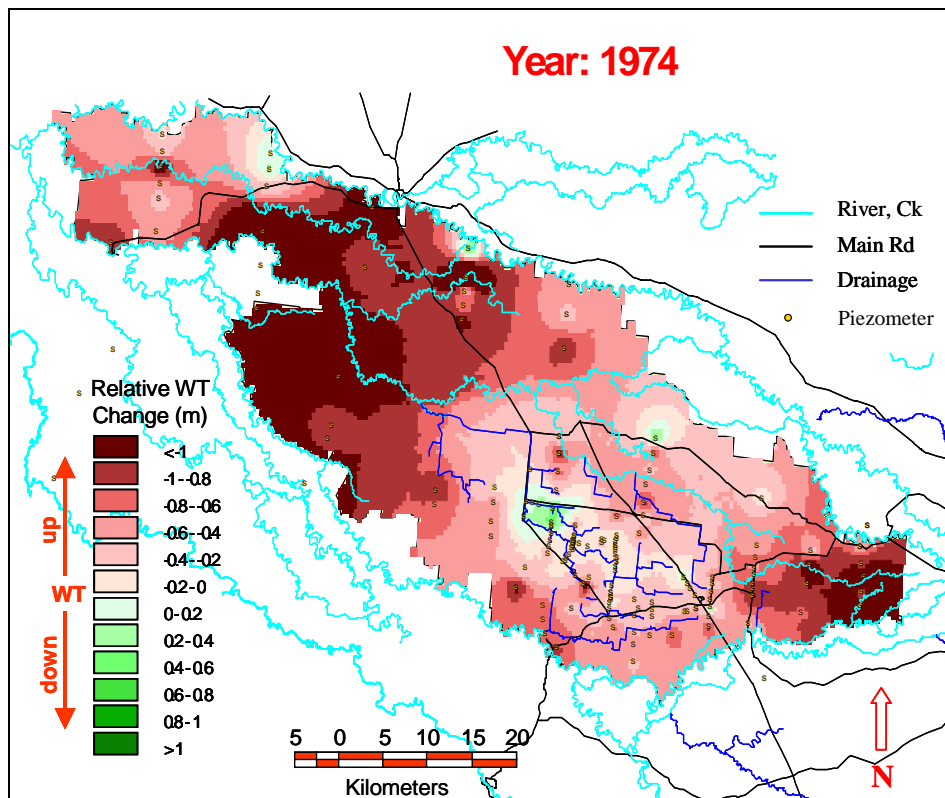 Year: 1974
River, Ck
Main Rd
Drainage
Piezometer
Relative WT
Change (m)
<-1
-1--0.8
-0.8--0.6
-0.6--0.4
-0.4--0.2
-0.2-0
0-0.2
0.2-0.4
0.4-0.6
0.6-0.8
0.8-1
>1
up
WT
down
5 0 5 10 15 20
Kilometers
N